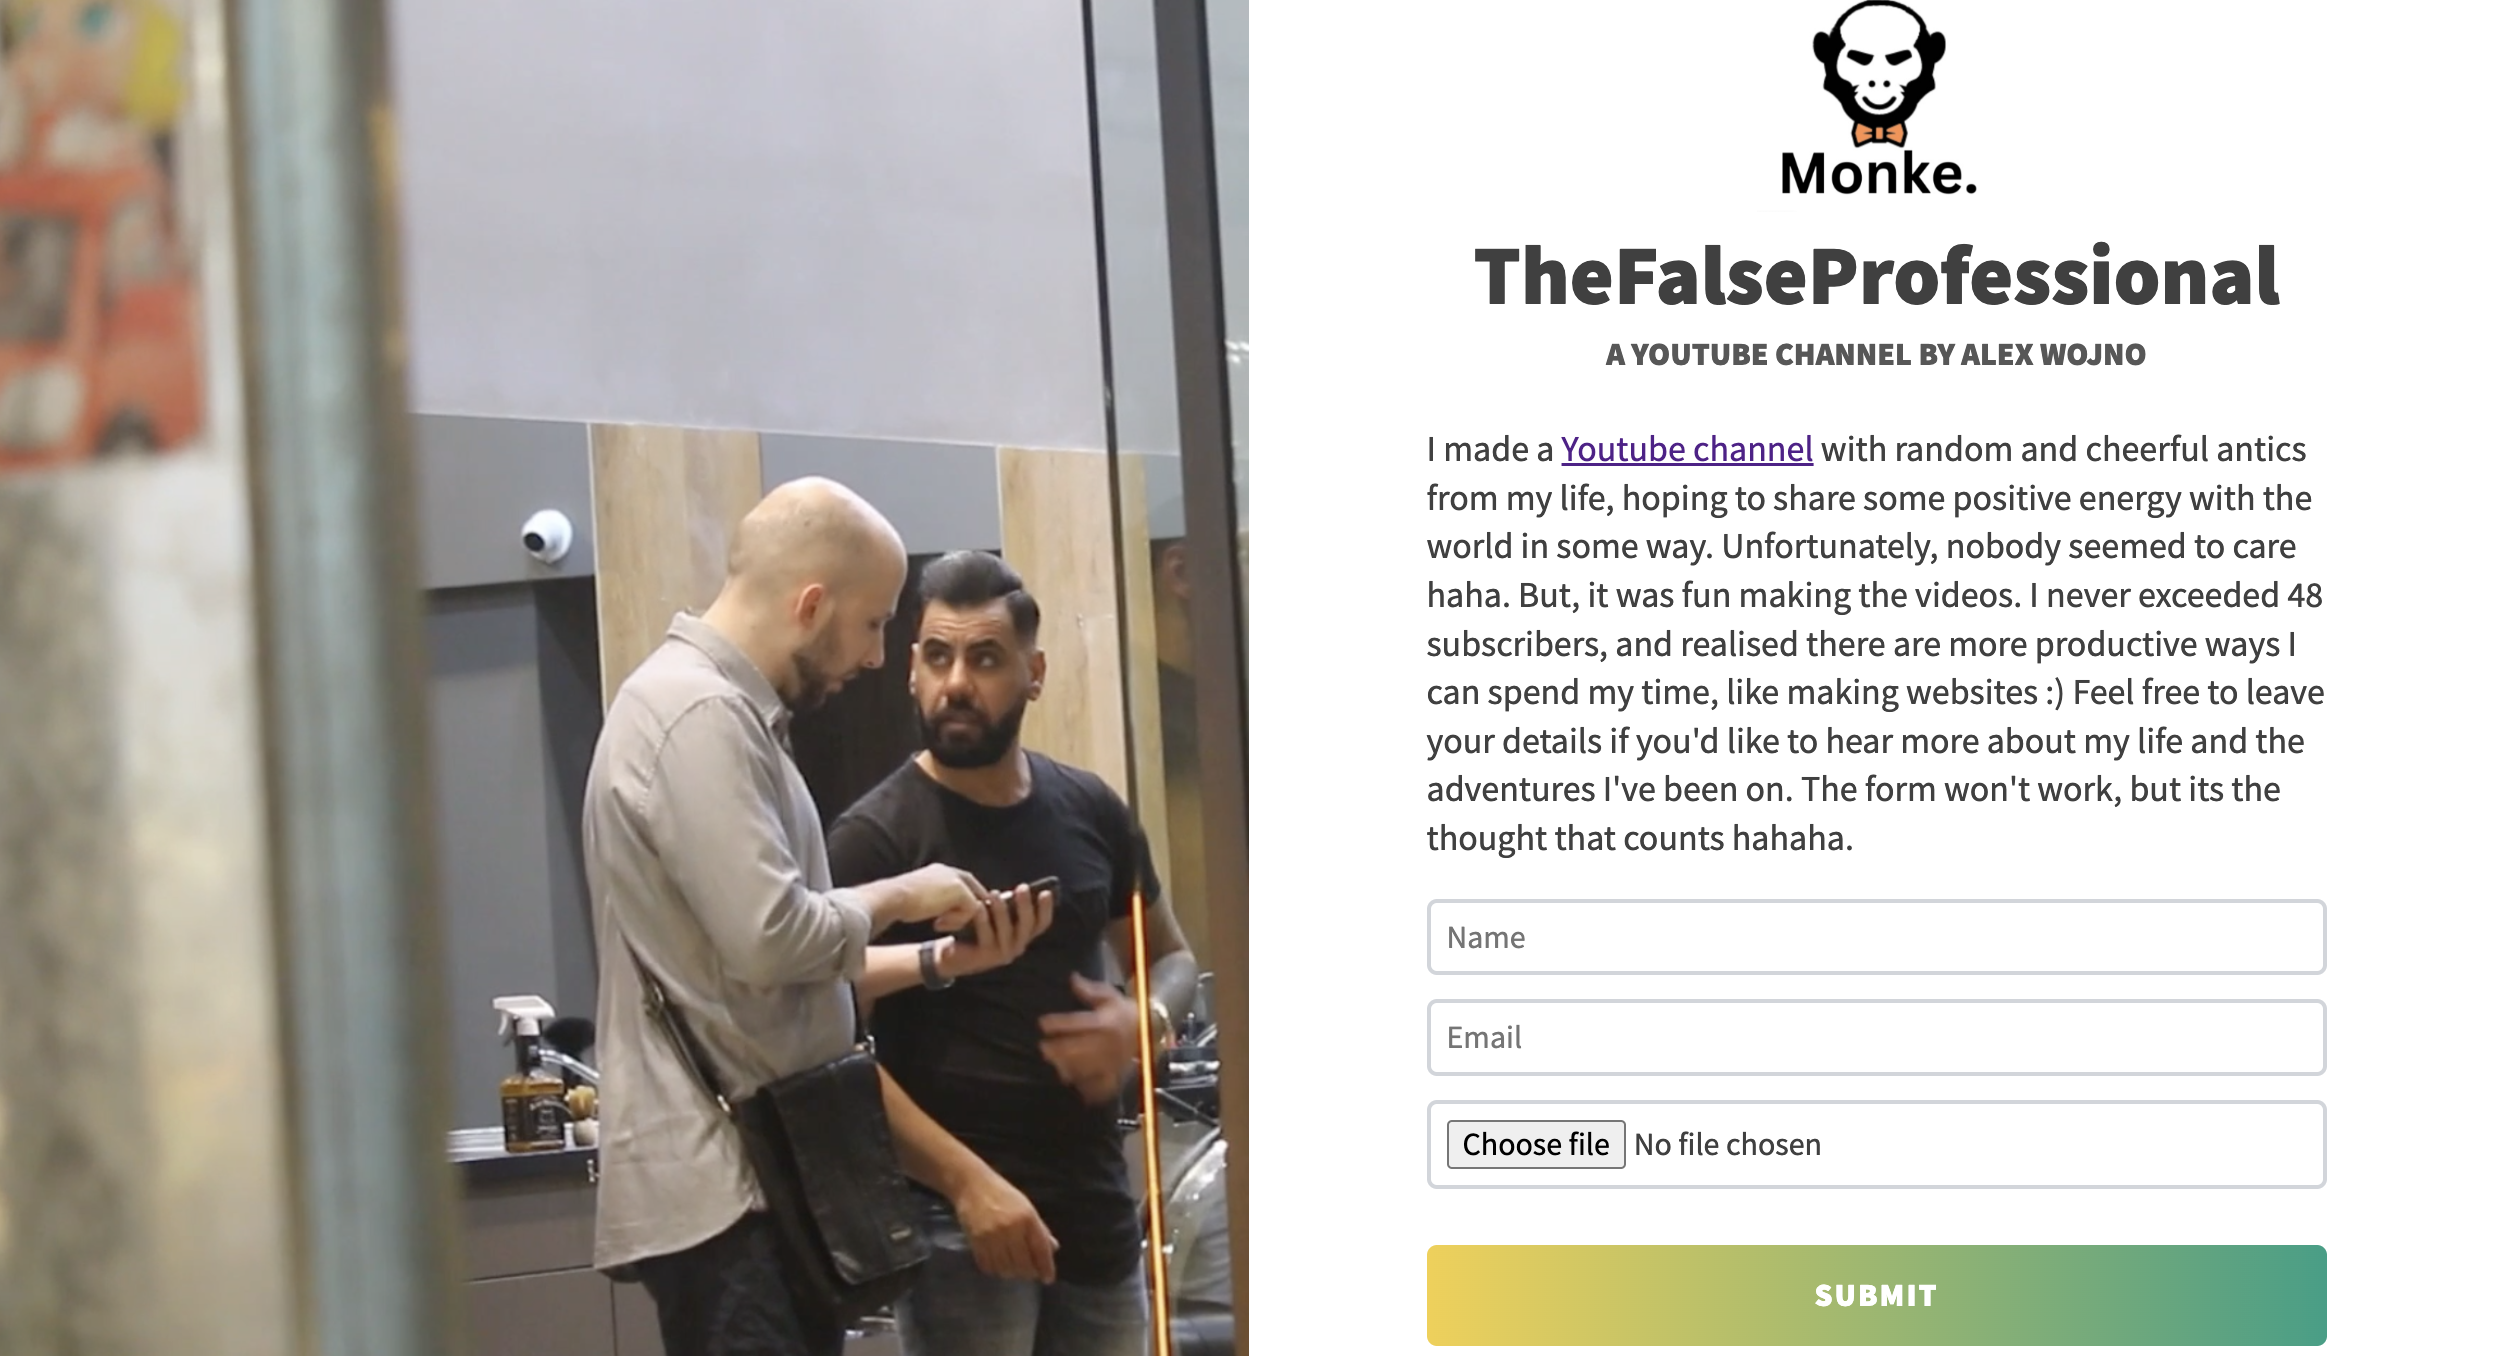 Monke.
TheFalseProfessional
A YOUTUBE CHANNEL BY ALEX WOJNO
I made a Youtube channel with random and cheerful antics
from my life, hoping to share some positive energy with the
world in some way. Unfortunately, nobody seemed to care
haha. But, it was fun making the videos. I never exceeded 48
subscribers, and realised there are more productive ways I
can spend my time, like making websites :) Feel free to leave
your details if you'd like to hear more about my life and the
adventures I've been on. The form won't work, but its the
thought that counts hahaha.
Name
Email
Choose file No file chosen
SUBMIT